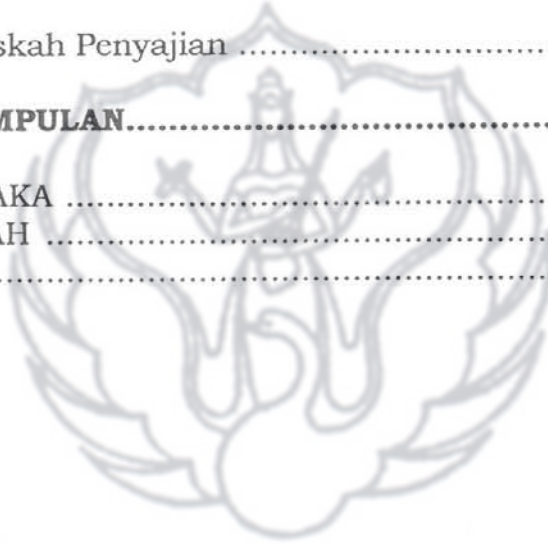 skah Penyajian ........................................
MPULAN........................................
AKA ........................................
AH ........................................
........................................